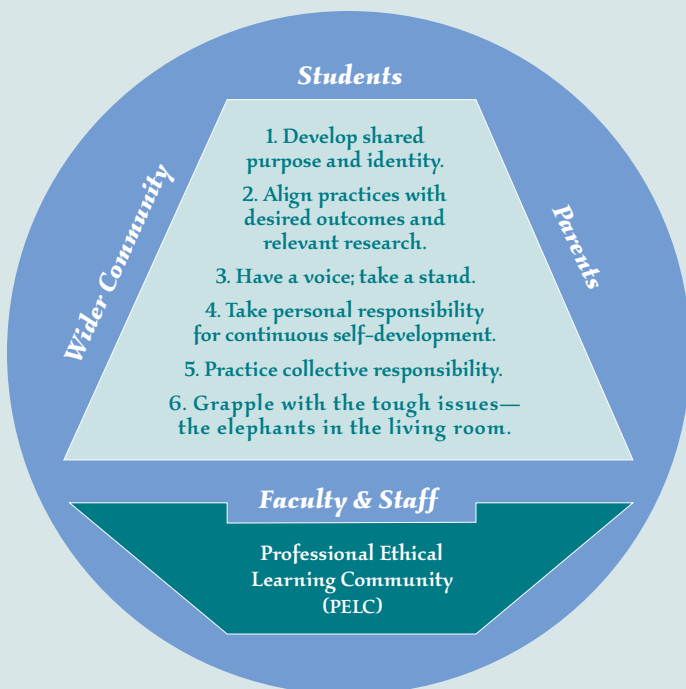 Students
Wider Community
Parents
1. Develop shared
purpose and identity.
2. Align practices with
desired outcomes and
relevant research.
3. Have a voice; take a stand.
4. Take personal responsibility
for continuous self-development.
5. Practice collective responsibility.
6. Grapple with the tough issues—
the elephants in the living room.
Faculty & Staff
Professional Ethical
Learning Community
(PELC)